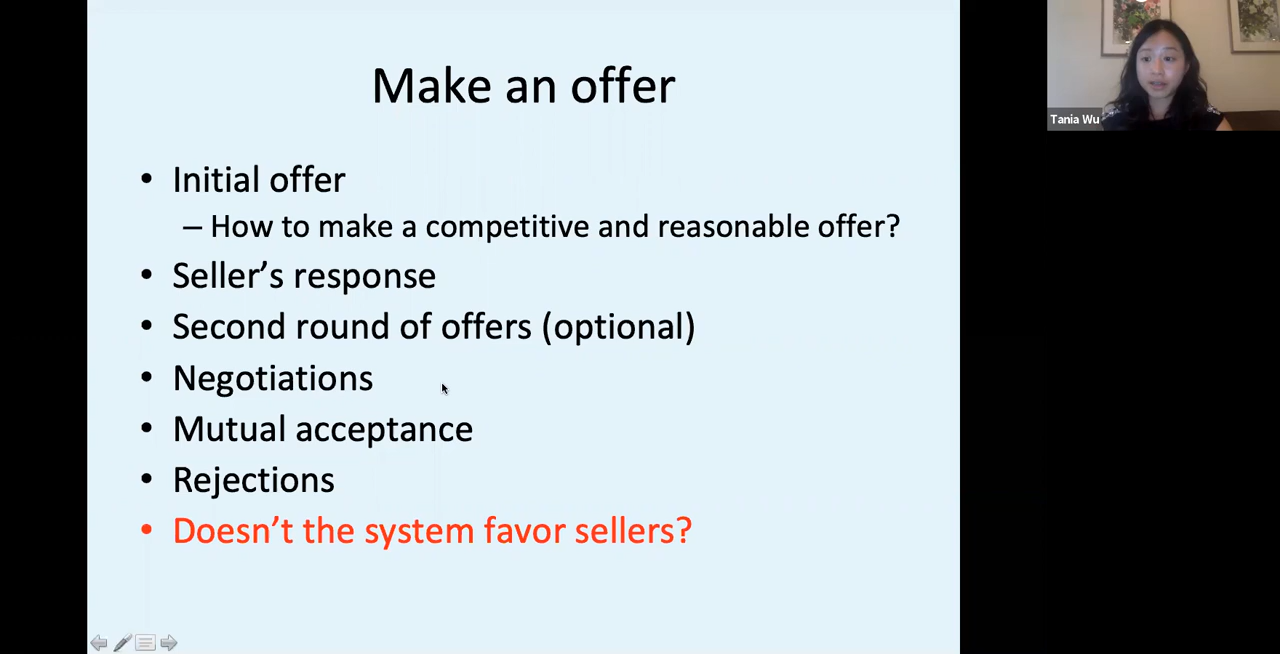 Make an offer
• Initial offer
– How to make a competitive and reasonable offer?
• Seller’s response
• Second round of offers (optional)
• Negotiations
• Mutual acceptance
• Rejections
• Doesn’t the system favor sellers?
Tania Wu